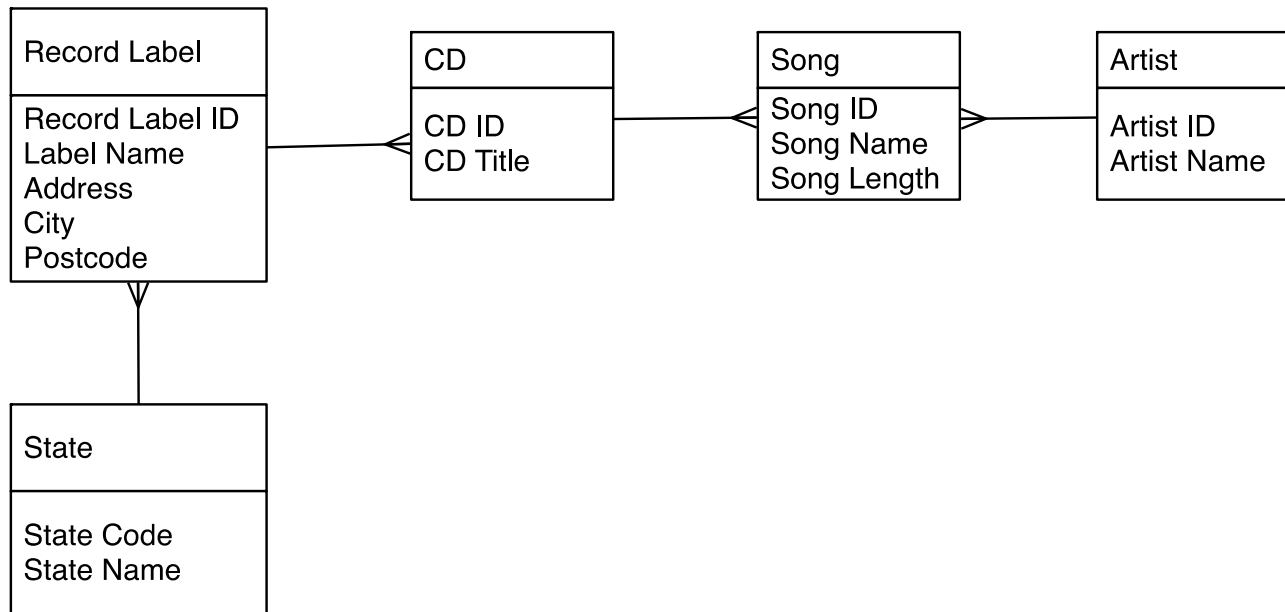 Record Label
Record Label ID
Label Name
Address
City
Postcode
CD
CD ID
CD Title
Song
Song ID
Song Name
Song Length
Artist
Artist ID
Artist Name
State
State Code
State Name